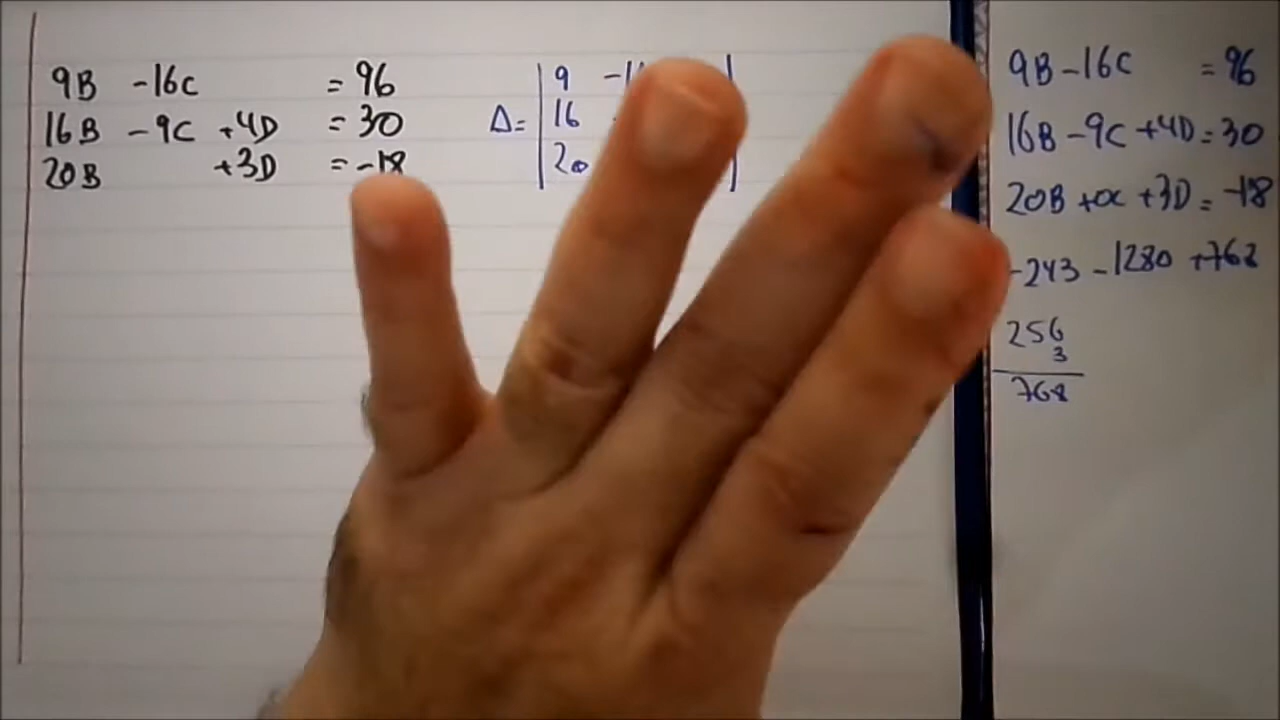 9B -16C = 96
16B -9C +4D = 30
20B +3D = -18
Δ= 9
16
20
9B -16C = 96
16B -9C +4D = 30
20B +0C +3D = -18
-243 -1280 +768
256
3
768